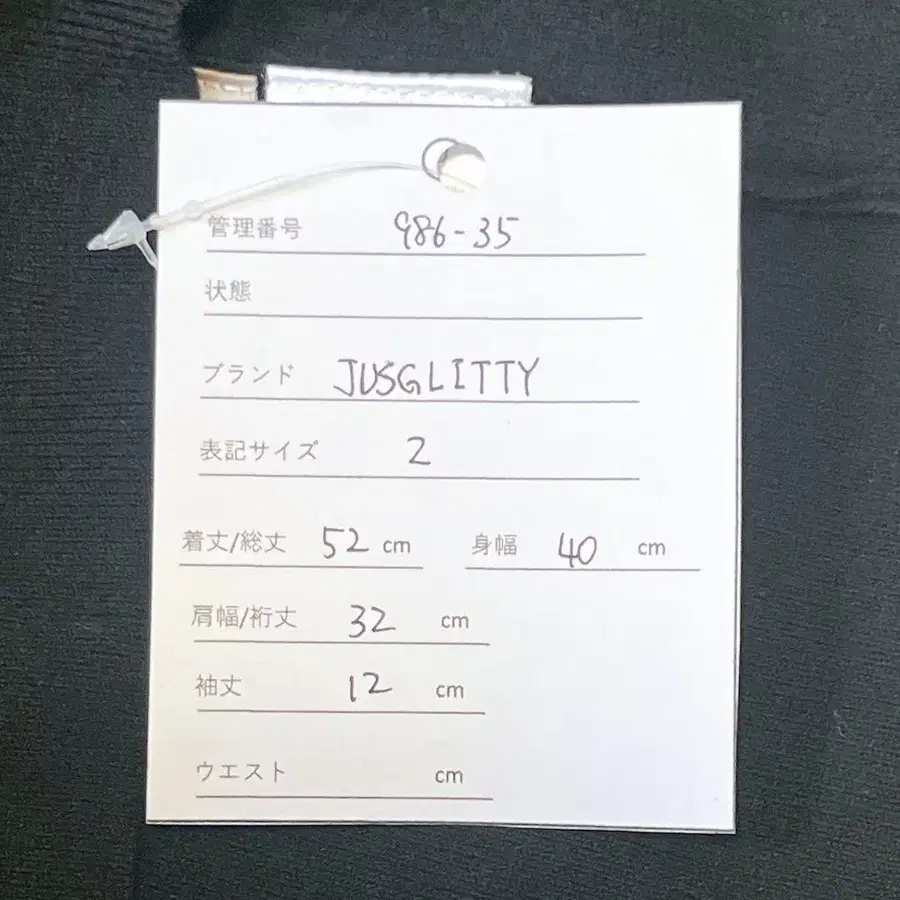 管理番号 986-35
状態
ブランド JUSGLITTY
表記サイズ 2
着丈/総丈 52 cm 身幅 40 cm
肩幅/裄丈 32 cm
袖丈 12 cm
ウエスト cm